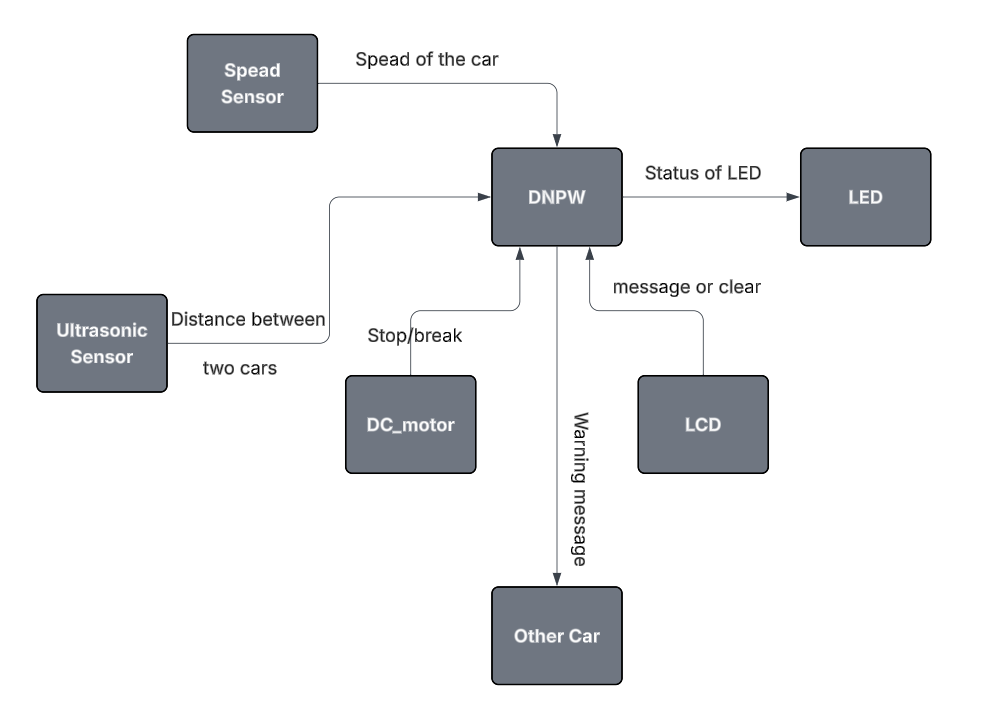 Spead of the car
Spead
Sensor
DNPW
Status of LED
LED
message or clear
Distance between
two cars
Ultrasonic
Sensor
Stop/break
DC_motor
LCD
Warning message
Other Car